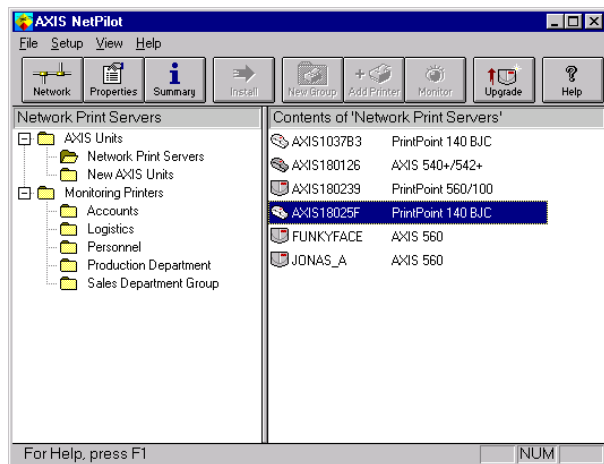 AXIS NetPilot
File Setup View Help
Network Properties Summary Install New Group Add Printer Monitor Upgrade Help
Network Print Servers Contents of 'Network Print Servers'
AXIS Units
Network Print Servers
New AXIS Units
Monitoring Printers
Accounts
Logistics
Personnel
Production Department
Sales Department Group
AXIS1037B3 PrintPoint 140 BJC
AXIS180126 AXIS 540+/542+
AXIS180239 PrintPoint 560/100
AXIS18025F PrintPoint 140 BJC
FUNKYFACE AXIS 560
JONAS_A AXIS 560
For Help, press F1 NUM